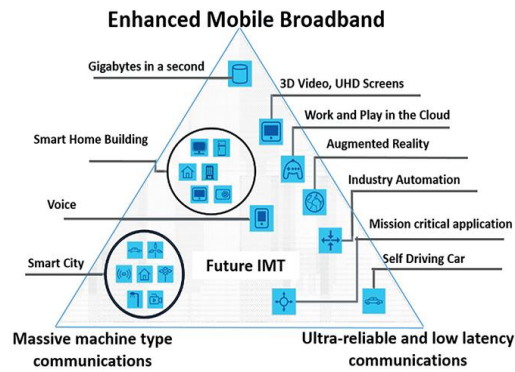 Enhanced Mobile Broadband
Gigabytes in a second
3D Video, UHD Screens
Work and Play in the Cloud
Smart Home Building
Augmented Reality
Industry Automation
Voice
Mission critical application
Smart City
Future IMT
Self Driving Car
Massive machine type
communications
Ultra-reliable and low latency
communications